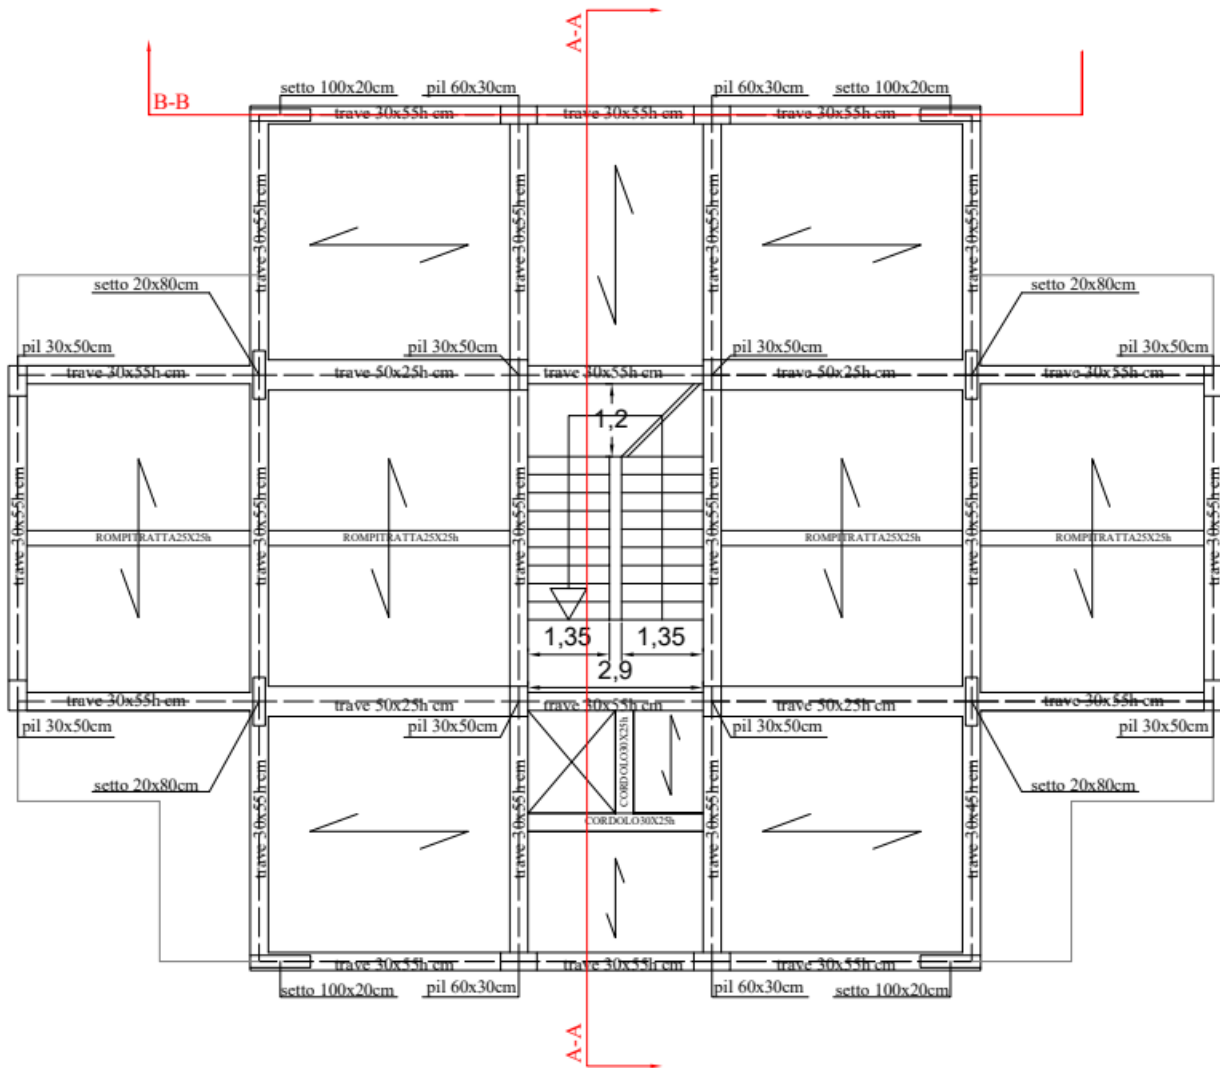 A-A
B-B
setto 100x20cm
pil 60x30cm
pil 60x30cm
setto 100x20cm
trave 30x55h cm
trave 30x55h cm
trave 30x55h cm
trave 30x55h cm
trave 30x55h cm
trave 30x55h cm
trave 30x55h cm
setto 20x80cm
setto 20x80cm
pil 30x50cm
pil 30x50cm
pil 30x50cm
pil 30x50cm
trave 30x55h cm
trave 50x25h cm
trave 30x55h cm
trave 50x25h cm
trave 30x55h cm
1,2
trave 30x55h cm
trave 30x55h cm
trave 30x55h cm
trave 30x55h cm
trave 30x55h cm
trave 30x55h cm
ROMPITRATTA25X25h
ROMPITRATTA25X25h
ROMPITRATTA25X25h
ROMPITRATTA25X25h
1,35
1,35
2,9
trave 30x55h cm
trave 50x25h cm
trave 30x55h cm
trave 50x25h cm
trave 30x55h cm
pil 30x50cm
pil 30x50cm
pil 30x50cm
pil 30x50cm
CORDOLO30X25h
setto 20x80cm
setto 20x80cm
trave 30x55h cm
trave 30x55h cm
trave 30x55h cm
trave 30x45h cm
CORDOLO30X25h
trave 30x55h cm
trave 30x55h cm
trave 30x55h cm
setto 100x20cm
pil 60x30cm
pil 60x30cm
setto 100x20cm
A-A